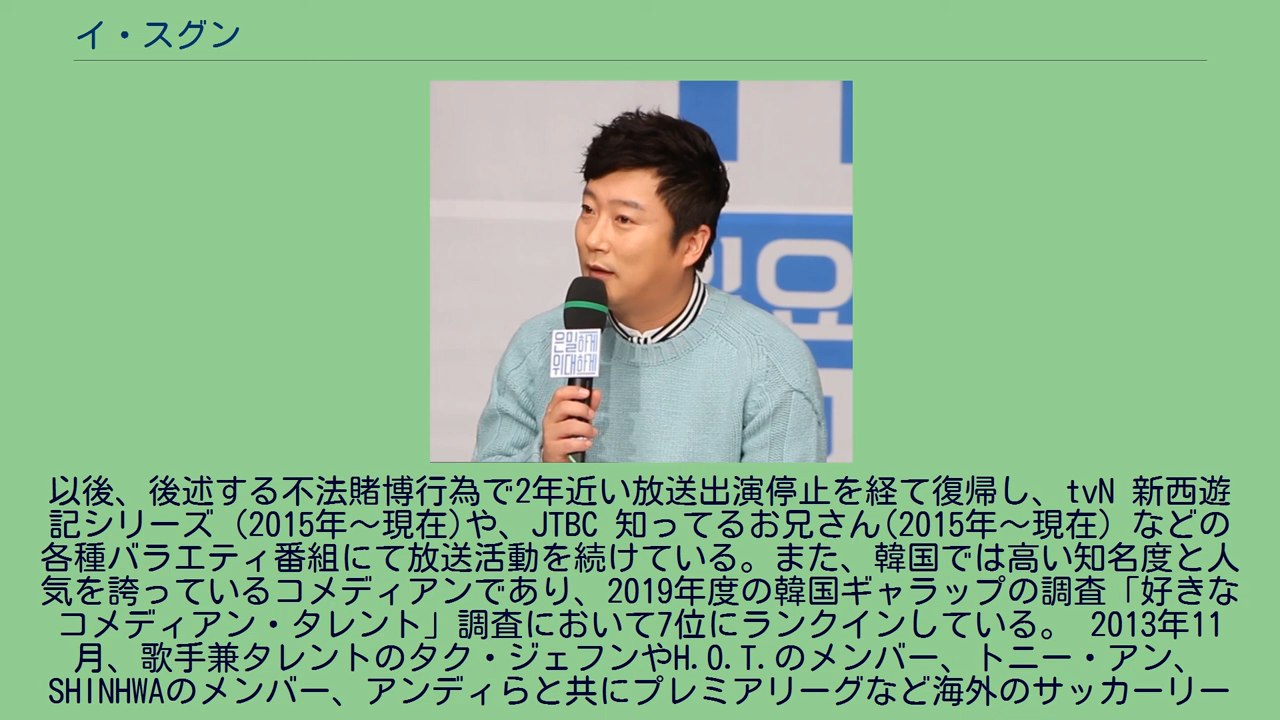 イ・スグン
요
은밀하게
위대하게
以後、後述する不法賭博行為で2年近い放送出演停止を経て復帰し、tvN 新西遊
記シリーズ (2015年～現在)や、JTBC 知ってるお兄さん(2015年～現在) などの
各種バラエティ番組にて放送活動を続けている。また、韓国では高い知名度と人
気を誇っているコメディアンであり、2019年度の韓国ギャラップの調査「好きな
コメディアン・タレント」調査において7位にランクインしている。 2013年11
月、歌手兼タレントのタク・ジェフンやH.O.T.のメンバー、トニー・アン、
SHINHWAのメンバー、アンディらと共にプレミアリーグなど海外のサッカーリー